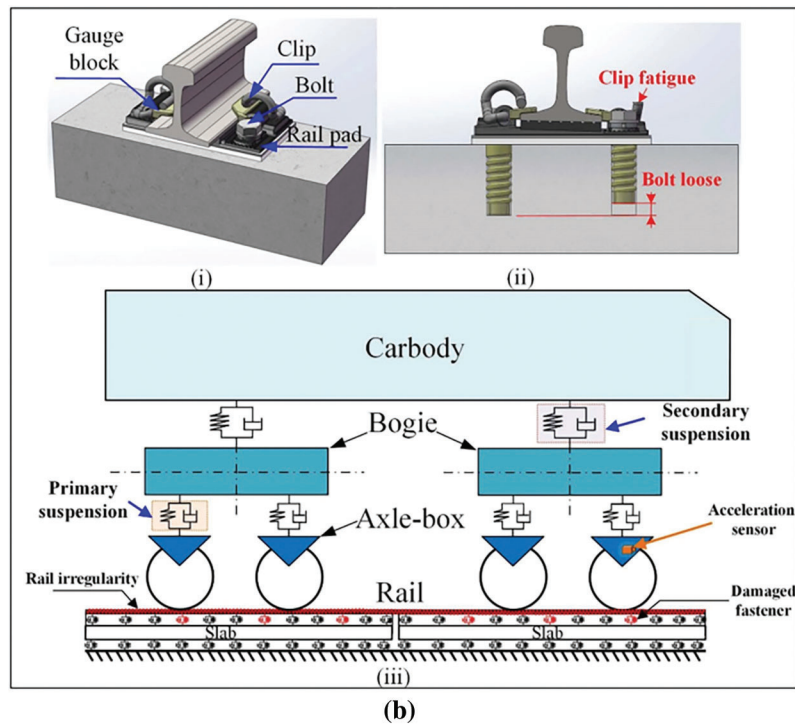 Gauge
block
Clip
Bolt
Rail pad
(i)
Clip fatigue
Bolt loose
(ii)
Carbody
Secondary
suspension
Bogie
Primary
suspension
Axle-box
Acceleration
sensor
Rail irregularity
Rail
Damaged
fastener
Slab
Slab
(iii)
(b)